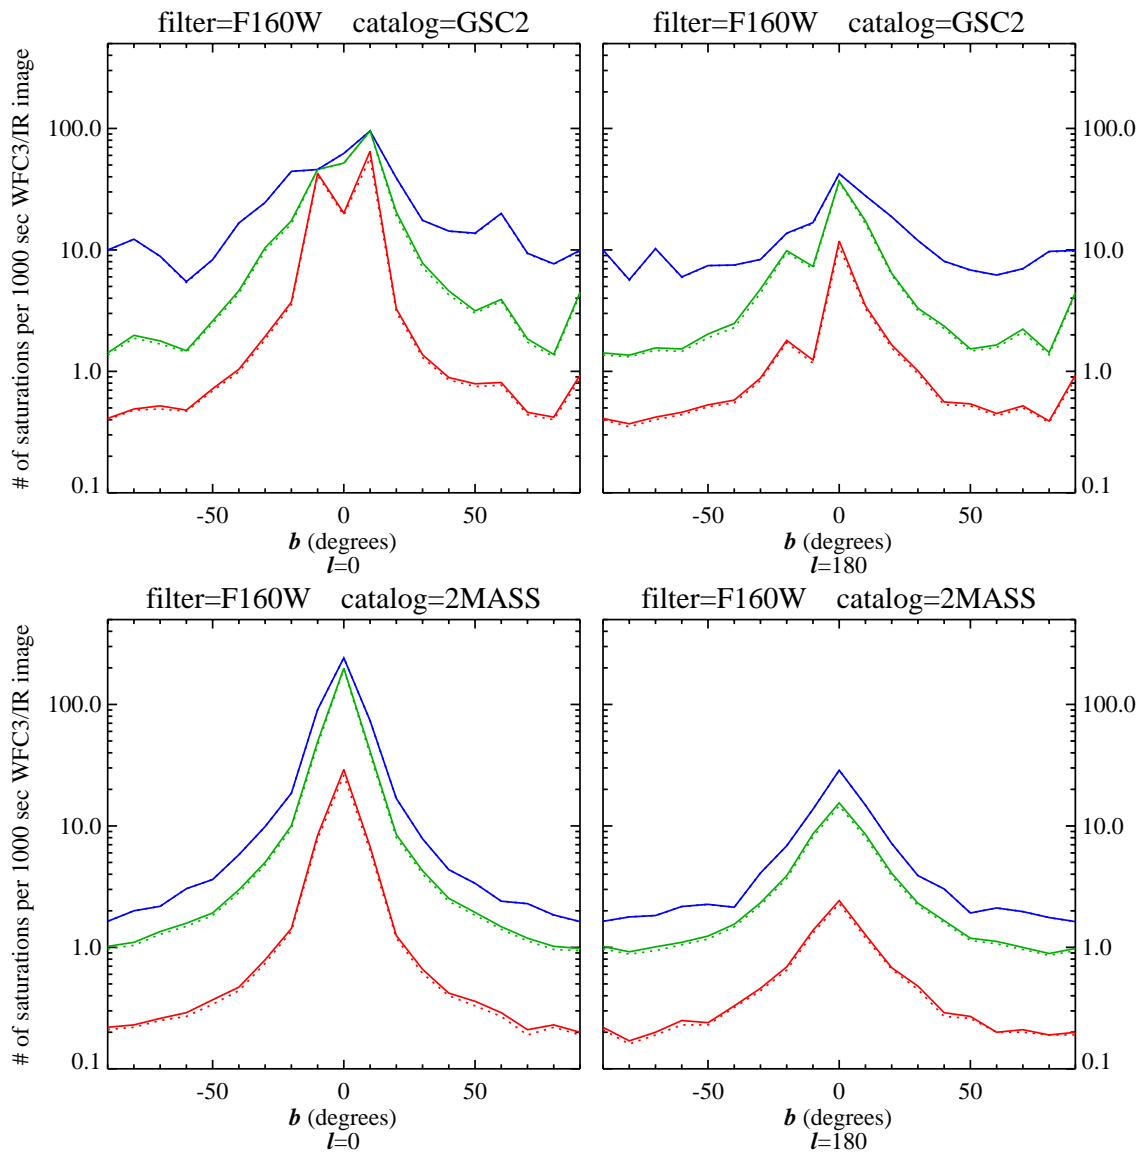 filter=F160W catalog=GSC2
filter=F160W catalog=GSC2
# of saturations per 1000 sec WFC3/IR image
100.0
10.0
1.0
0.1
100.0
10.0
1.0
0.1
-50 0 50
-50 0 50
b (degrees)
b (degrees)
l=0
l=180
filter=F160W catalog=2MASS
filter=F160W catalog=2MASS
# of saturations per 1000 sec WFC3/IR image
100.0
10.0
1.0
0.1
100.0
10.0
1.0
0.1
-50 0 50
-50 0 50
b (degrees)
b (degrees)
l=0
l=180